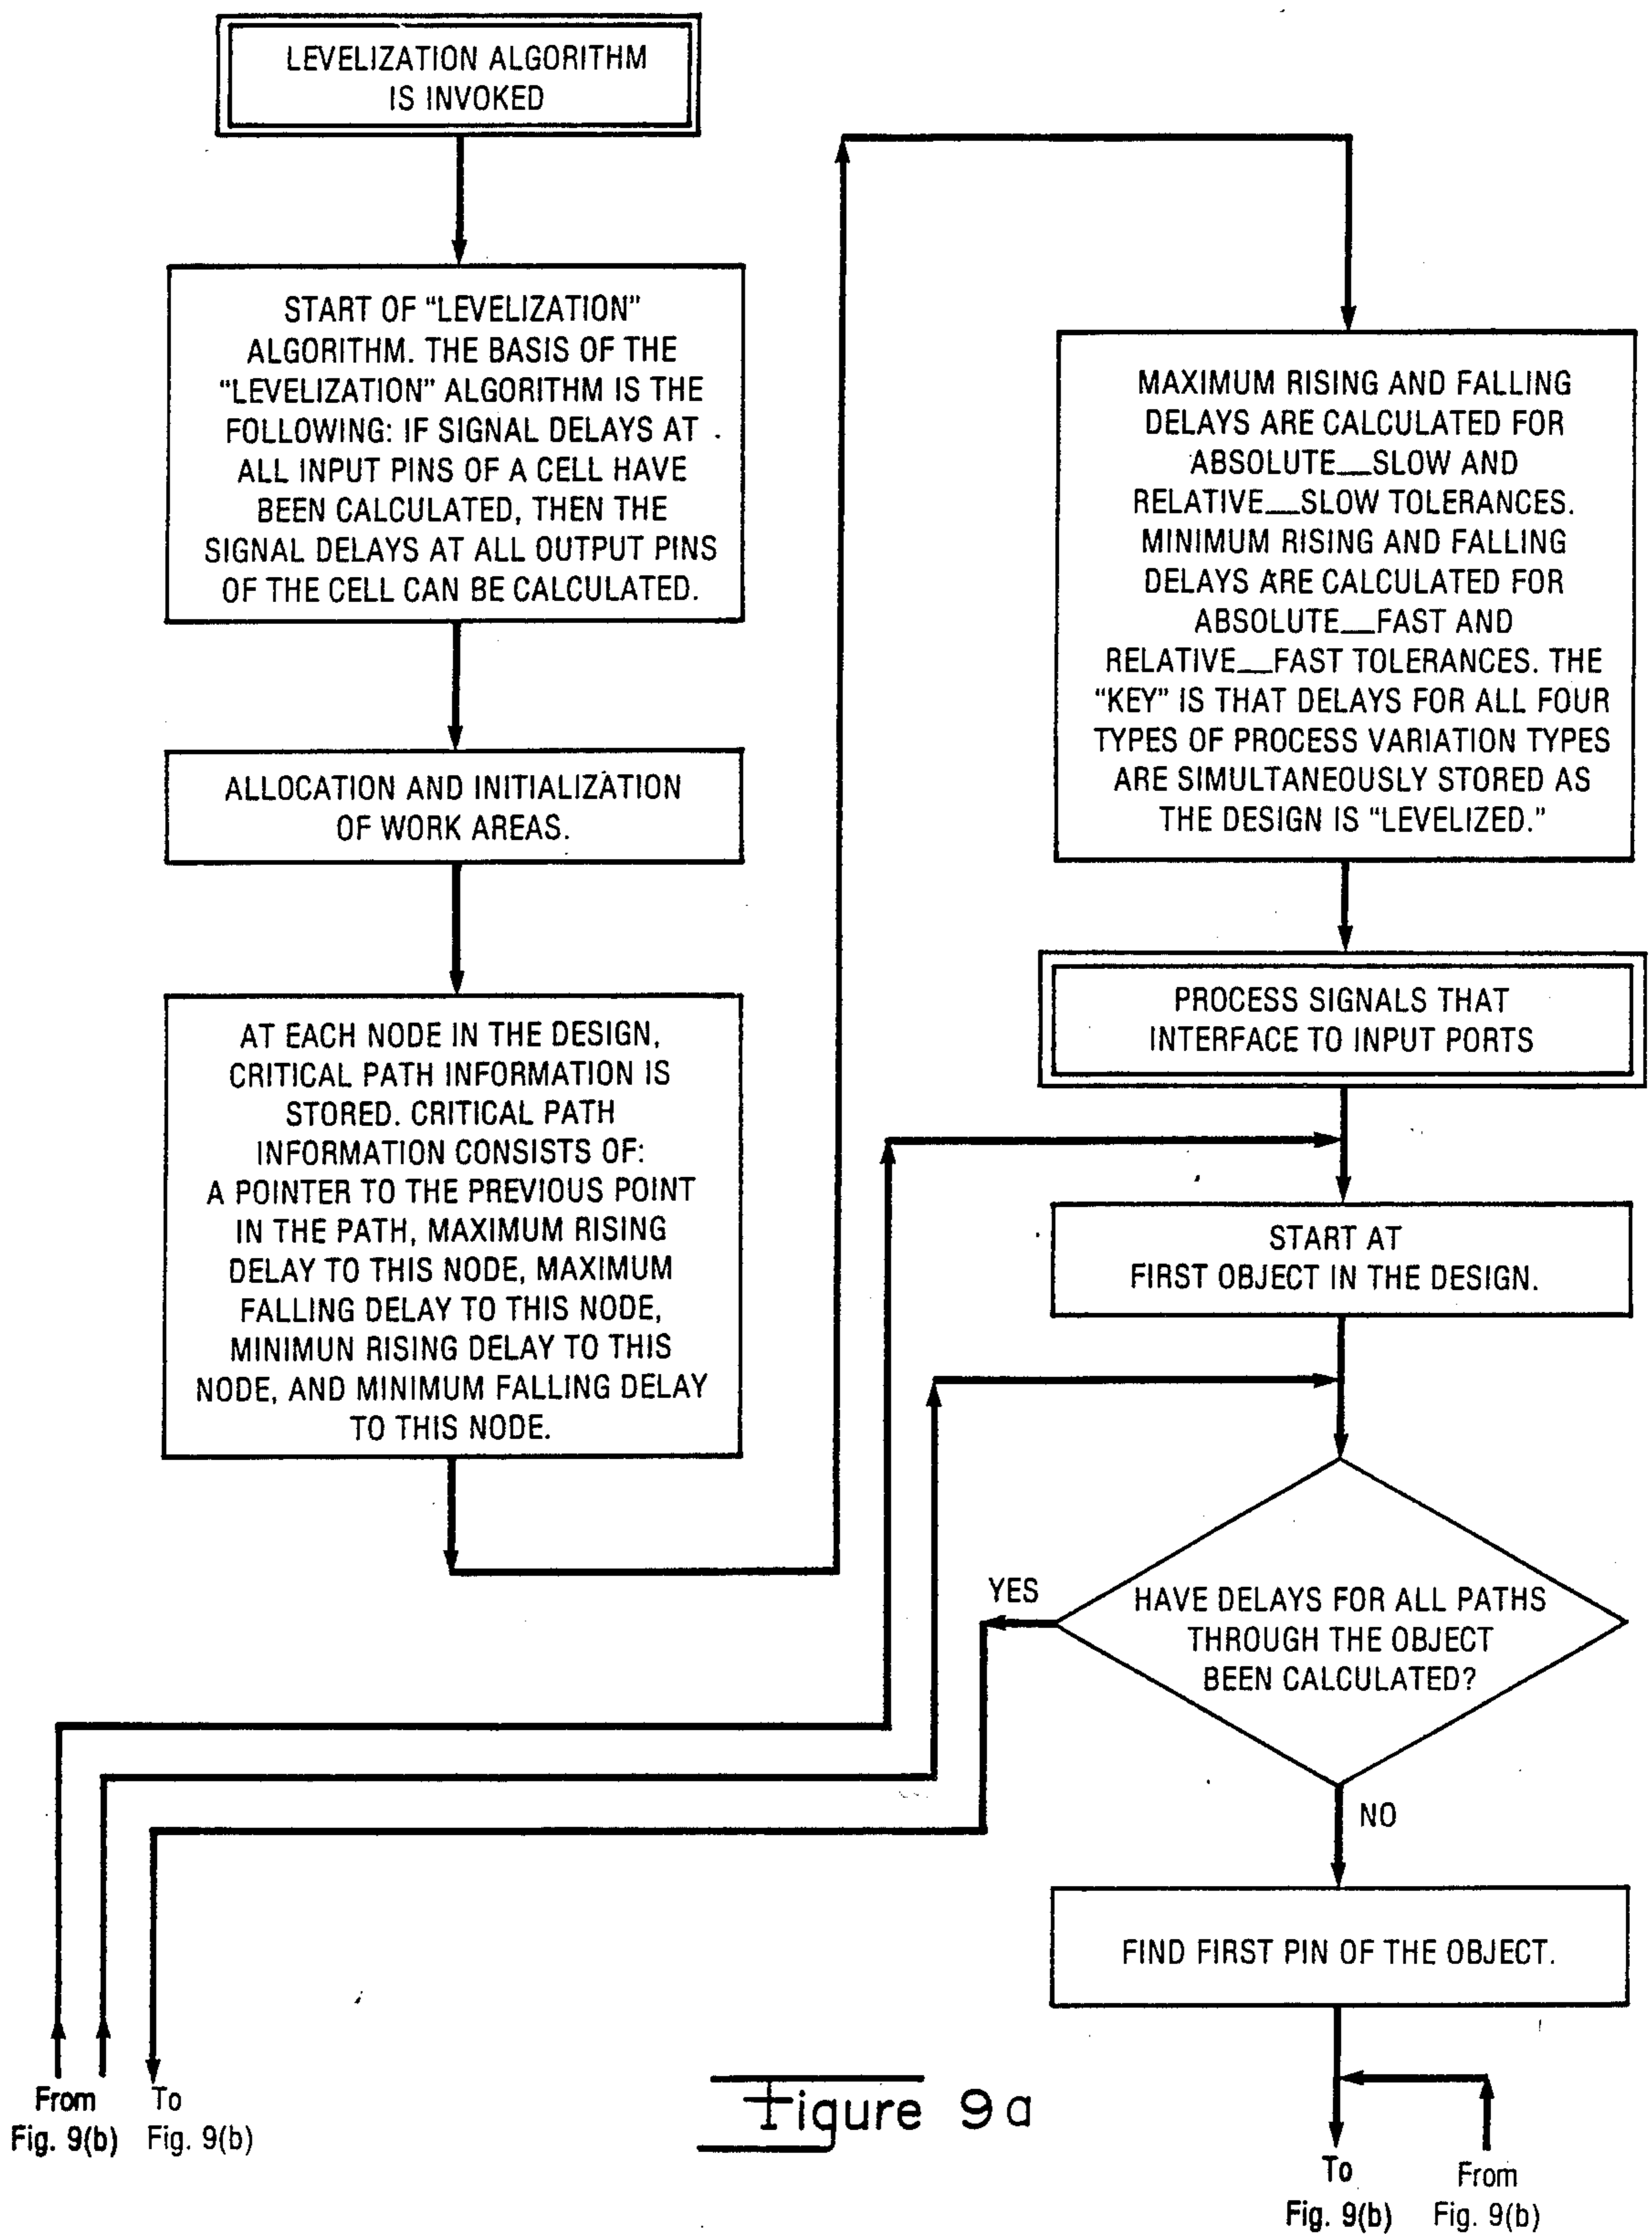 LEVELIZATION ALGORITHM
IS INVOKED
START OF “LEVELIZATION”
ALGORITHM. THE BASIS OF THE
“LEVELIZATION” ALGORITHM IS THE
FOLLOWING: IF SIGNAL DELAYS AT
ALL INPUT PINS OF A CELL HAVE
BEEN CALCULATED, THEN THE
SIGNAL DELAYS AT ALL OUTPUT PINS
OF THE CELL CAN BE CALCULATED.
ALLOCATION AND INITIALIZATION
OF WORK AREAS.
AT EACH NODE IN THE DESIGN,
CRITICAL PATH INFORMATION IS
STORED. CRITICAL PATH
INFORMATION CONSISTS OF:
A POINTER TO THE PREVIOUS POINT
IN THE PATH, MAXIMUM RISING
DELAY TO THIS NODE, MAXIMUM
FALLING DELAY TO THIS NODE,
MINIMUN RISING DELAY TO THIS
NODE, AND MINIMUM FALLING DELAY
TO THIS NODE.
MAXIMUM RISING AND FALLING
DELAYS ARE CALCULATED FOR
ABSOLUTE_SLOW AND
RELATIVE_SLOW TOLERANCES.
MINIMUM RISING AND FALLING
DELAYS ARE CALCULATED FOR
ABSOLUTE_FAST AND
RELATIVE_FAST TOLERANCES. THE
“KEY” IS THAT DELAYS FOR ALL FOUR
TYPES OF PROCESS VARIATION TYPES
ARE SIMULTANEOUSLY STORED AS
THE DESIGN IS “LEVELIZED.”
PROCESS SIGNALS THAT
INTERFACE TO INPUT PORTS
START AT
FIRST OBJECT IN THE DESIGN.
HAVE DELAYS FOR ALL PATHS
THROUGH THE OBJECT
BEEN CALCULATED?
YES
NO
FIND FIRST PIN OF THE OBJECT.
From
Fig. 9(b)
To
Fig. 9(b)
Figure 9a
To
Fig. 9(b)
From
Fig. 9(b)